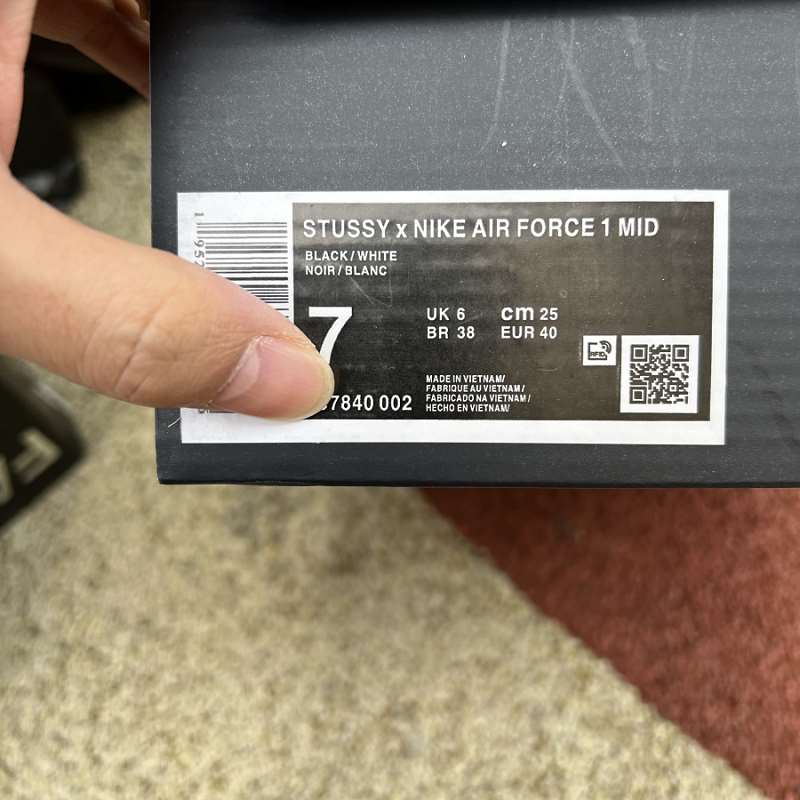 STUSSY x NIKE AIR FORCE 1 MID
BLACK / WHITE
NOIR / BLANC
7
UK 6 cm 25
BR 38 EUR 40
MADE IN VIETNAM/
FABRIQUE AU VIETNAM /
FABRICADO NA VIETNAM /
HECHO EN VIETNAM/
7840 002
RFID